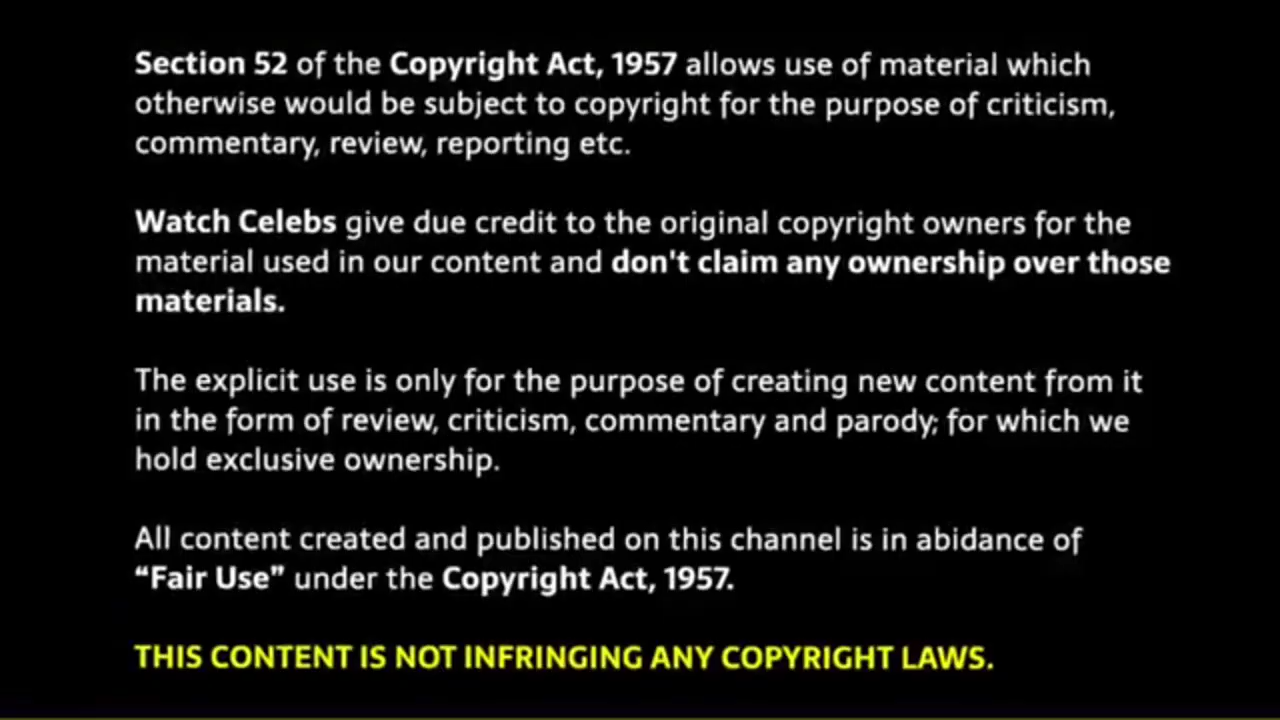 Section 52 of the Copyright Act, 1957 allows use of material which
otherwise would be subject to copyright for the purpose of criticism,
commentary, review, reporting etc.
Watch Celebs give due credit to the original copyright owners for the
material used in our content and don't claim any ownership over those
materials.
The explicit use is only for the purpose of creating new content from it
in the form of review, criticism, commentary and parody; for which we
hold exclusive ownership.
All content created and published on this channel is in abidance of
“Fair Use” under the Copyright Act, 1957.
THIS CONTENT IS NOT INFRINGING ANY COPYRIGHT LAWS.